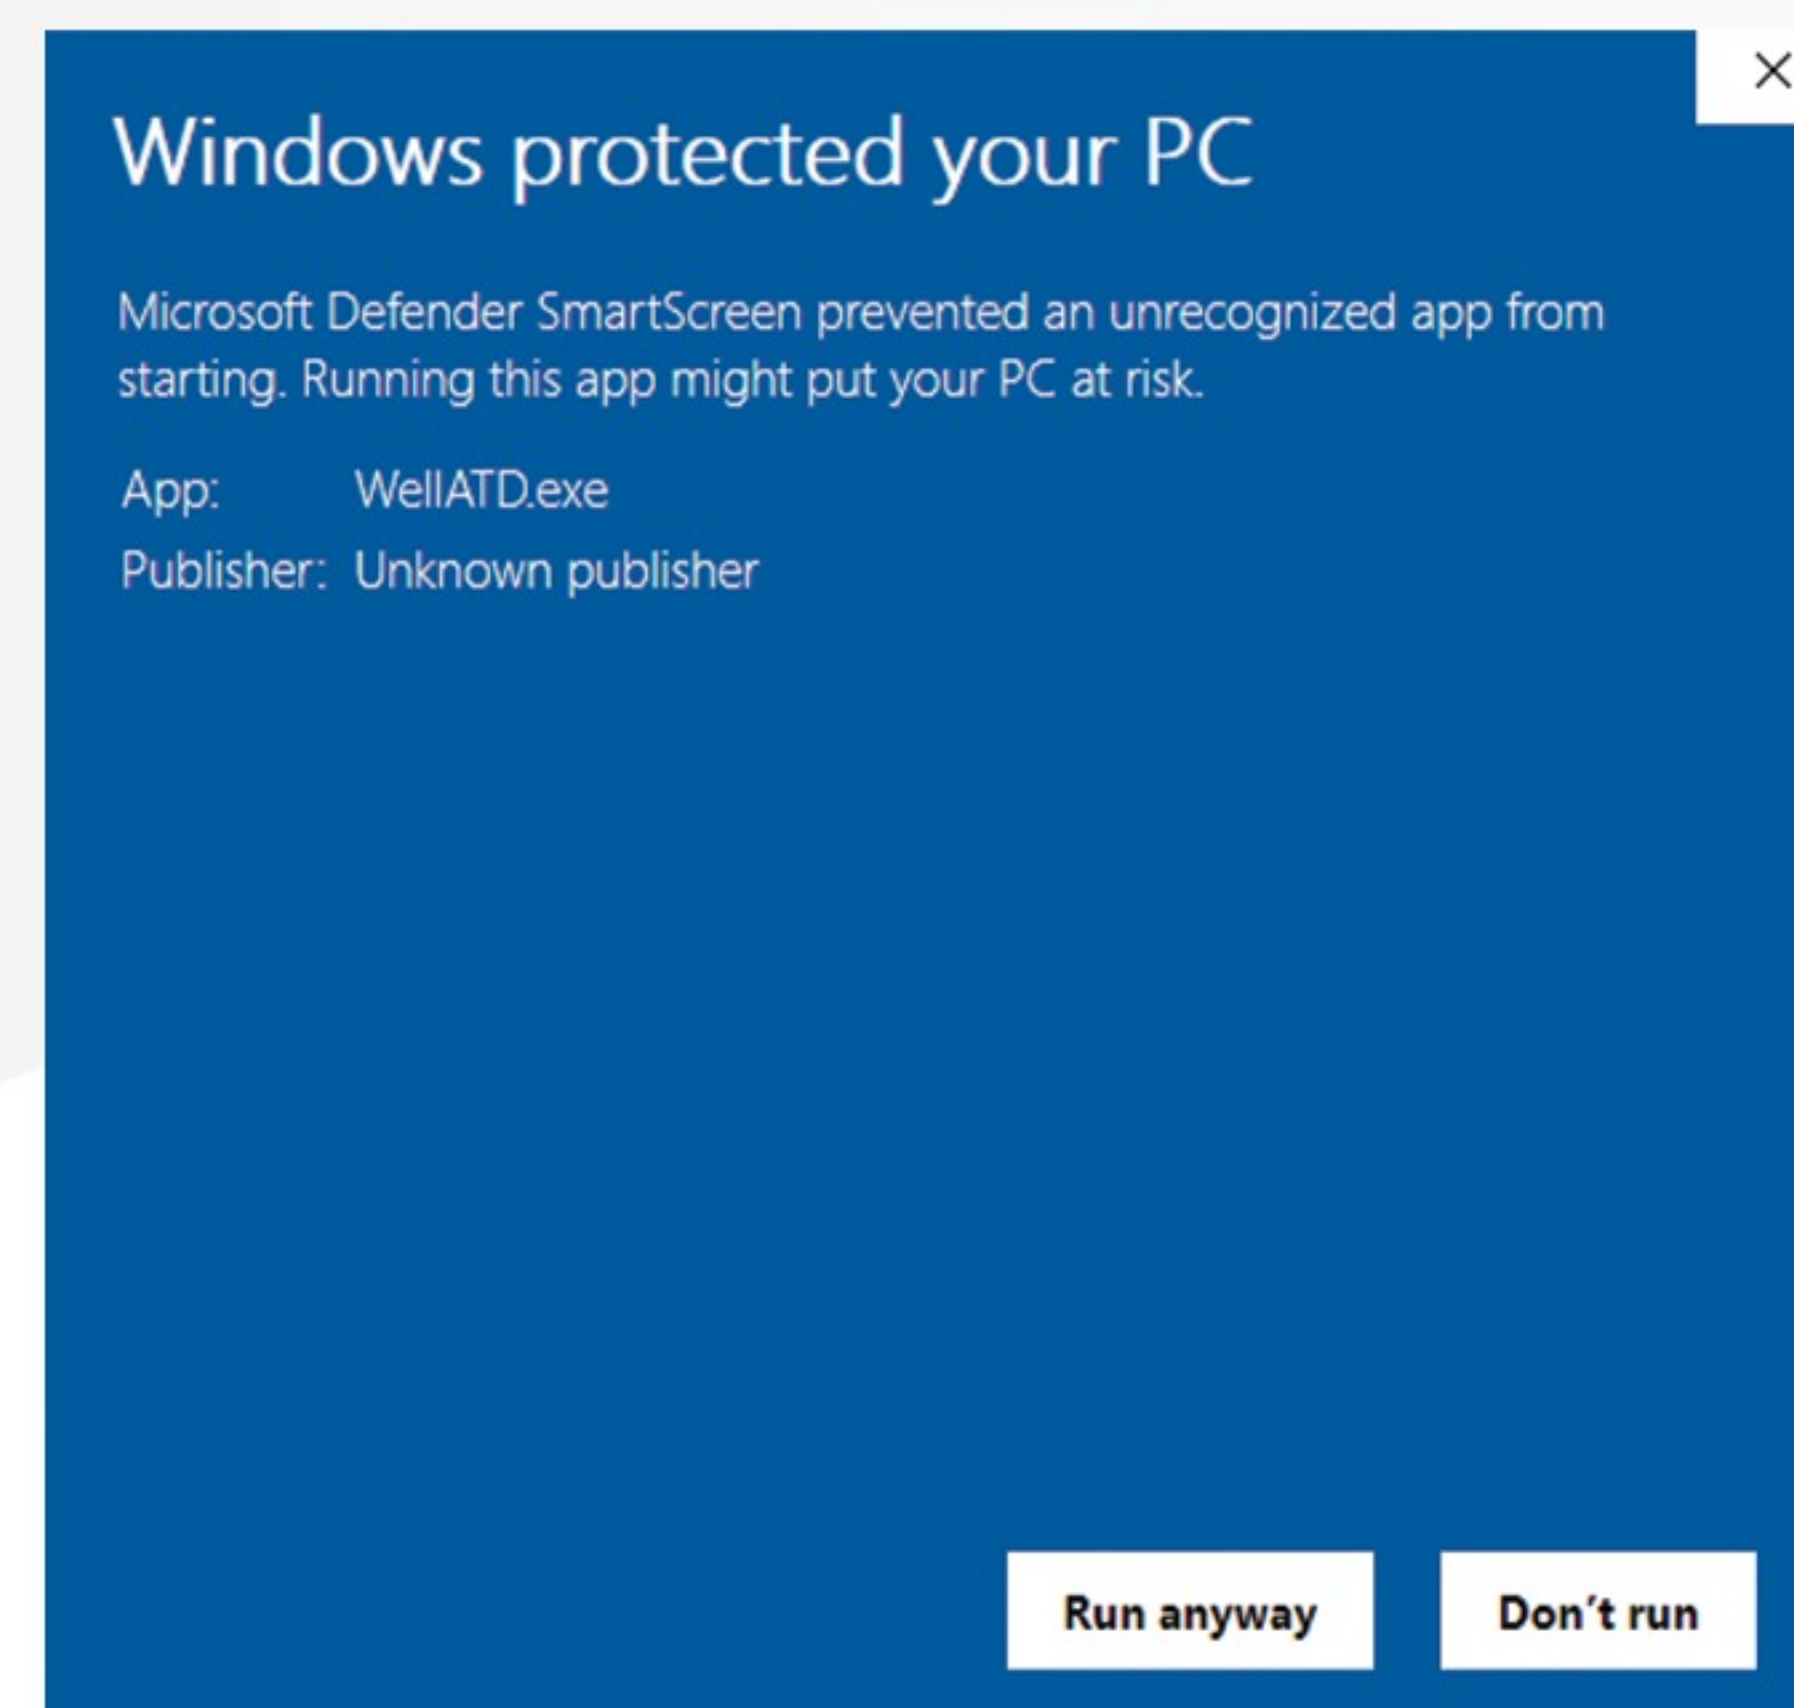 Windows protected your PC
Microsoft Defender SmartScreen prevented an unrecognized app from
starting. Running this app might put your PC at risk.
App: WellATD.exe
Publisher: Unknown publisher
Run anyway Don't run